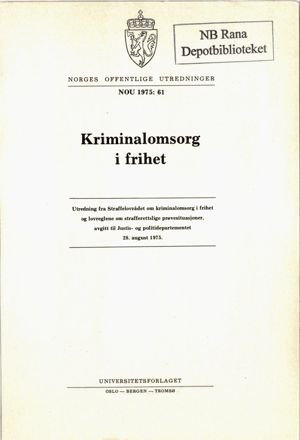 NB Rana
Depotbiblioteket
NORGES OFFENTLIGE UTREDNINGER
NOU 1975: 61
Kriminalomsorg
i frihet
Utredning fra Straffelovrådet om kriminalomsorg i frihet
og lovreglene om strafferettslige prøvesituasjoner,
avgitt til Justis- og politidepartementet
28. august 1975.
UNIVERSITETSFORLAGET
OSLO — BERGEN — TROMSØ